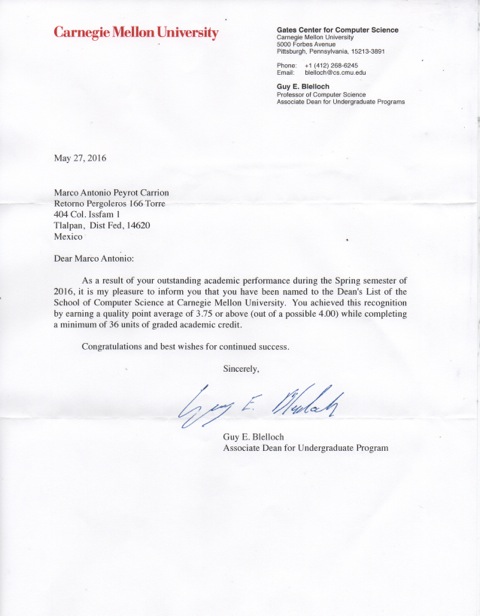 Carnegie Mellon University
Gates Center for Computer Science
Carnegie Mellon University
5000 Forbes Avenue
Pittsburgh, Pennsylvania, 15213-3891
Phone: +1 (412) 268-6245
Email: blelloch@cs.cmu.edu
Guy E. Blelloch
Professor of Computer Science
Associate Dean for Undergraduate Programs
May 27, 2016
Marco Antonio Peyrot Carrion
Retorno Pergoleros 166 Torre
404 Col. Issfam 1
Tlalpan, Dist Fed, 14620
Mexico
Dear Marco Antonio:
As a result of your outstanding academic performance during the Spring semester of
2016, it is my pleasure to inform you that you have been named to the Dean's List of the
School of Computer Science at Carnegie Mellon University. You achieved this recognition
by earning a quality point average of 3.75 or above (out of a possible 4.00) while completing
a minimum of 36 units of graded academic credit.
Congratulations and best wishes for continued success.
Sincerely,
Guy E. Blelloch
Guy E. Blelloch
Associate Dean for Undergraduate Program